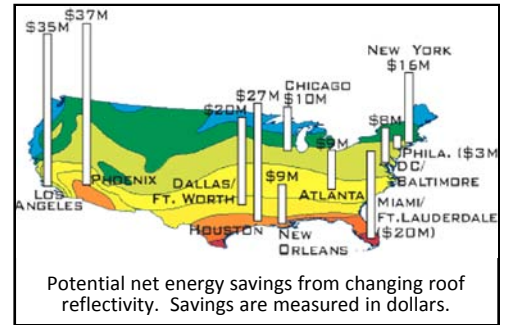 $37M
$35M
NEW YORK
$16M
CHICAGO
$10M
$27M
$20M
$8M
$9M
PHILA. ($3M
DC/
BALTIMORE
PHOENIX
LOS
ANGELES
DALLAS/
FT. WORTH
$9M
ATLANTA
MIAMI/
FT.LAUDERDALE
($20M)
HOUSTON
NEW
ORLEANS
Potential net energy savings from changing roof
reflectivity. Savings are measured in dollars.